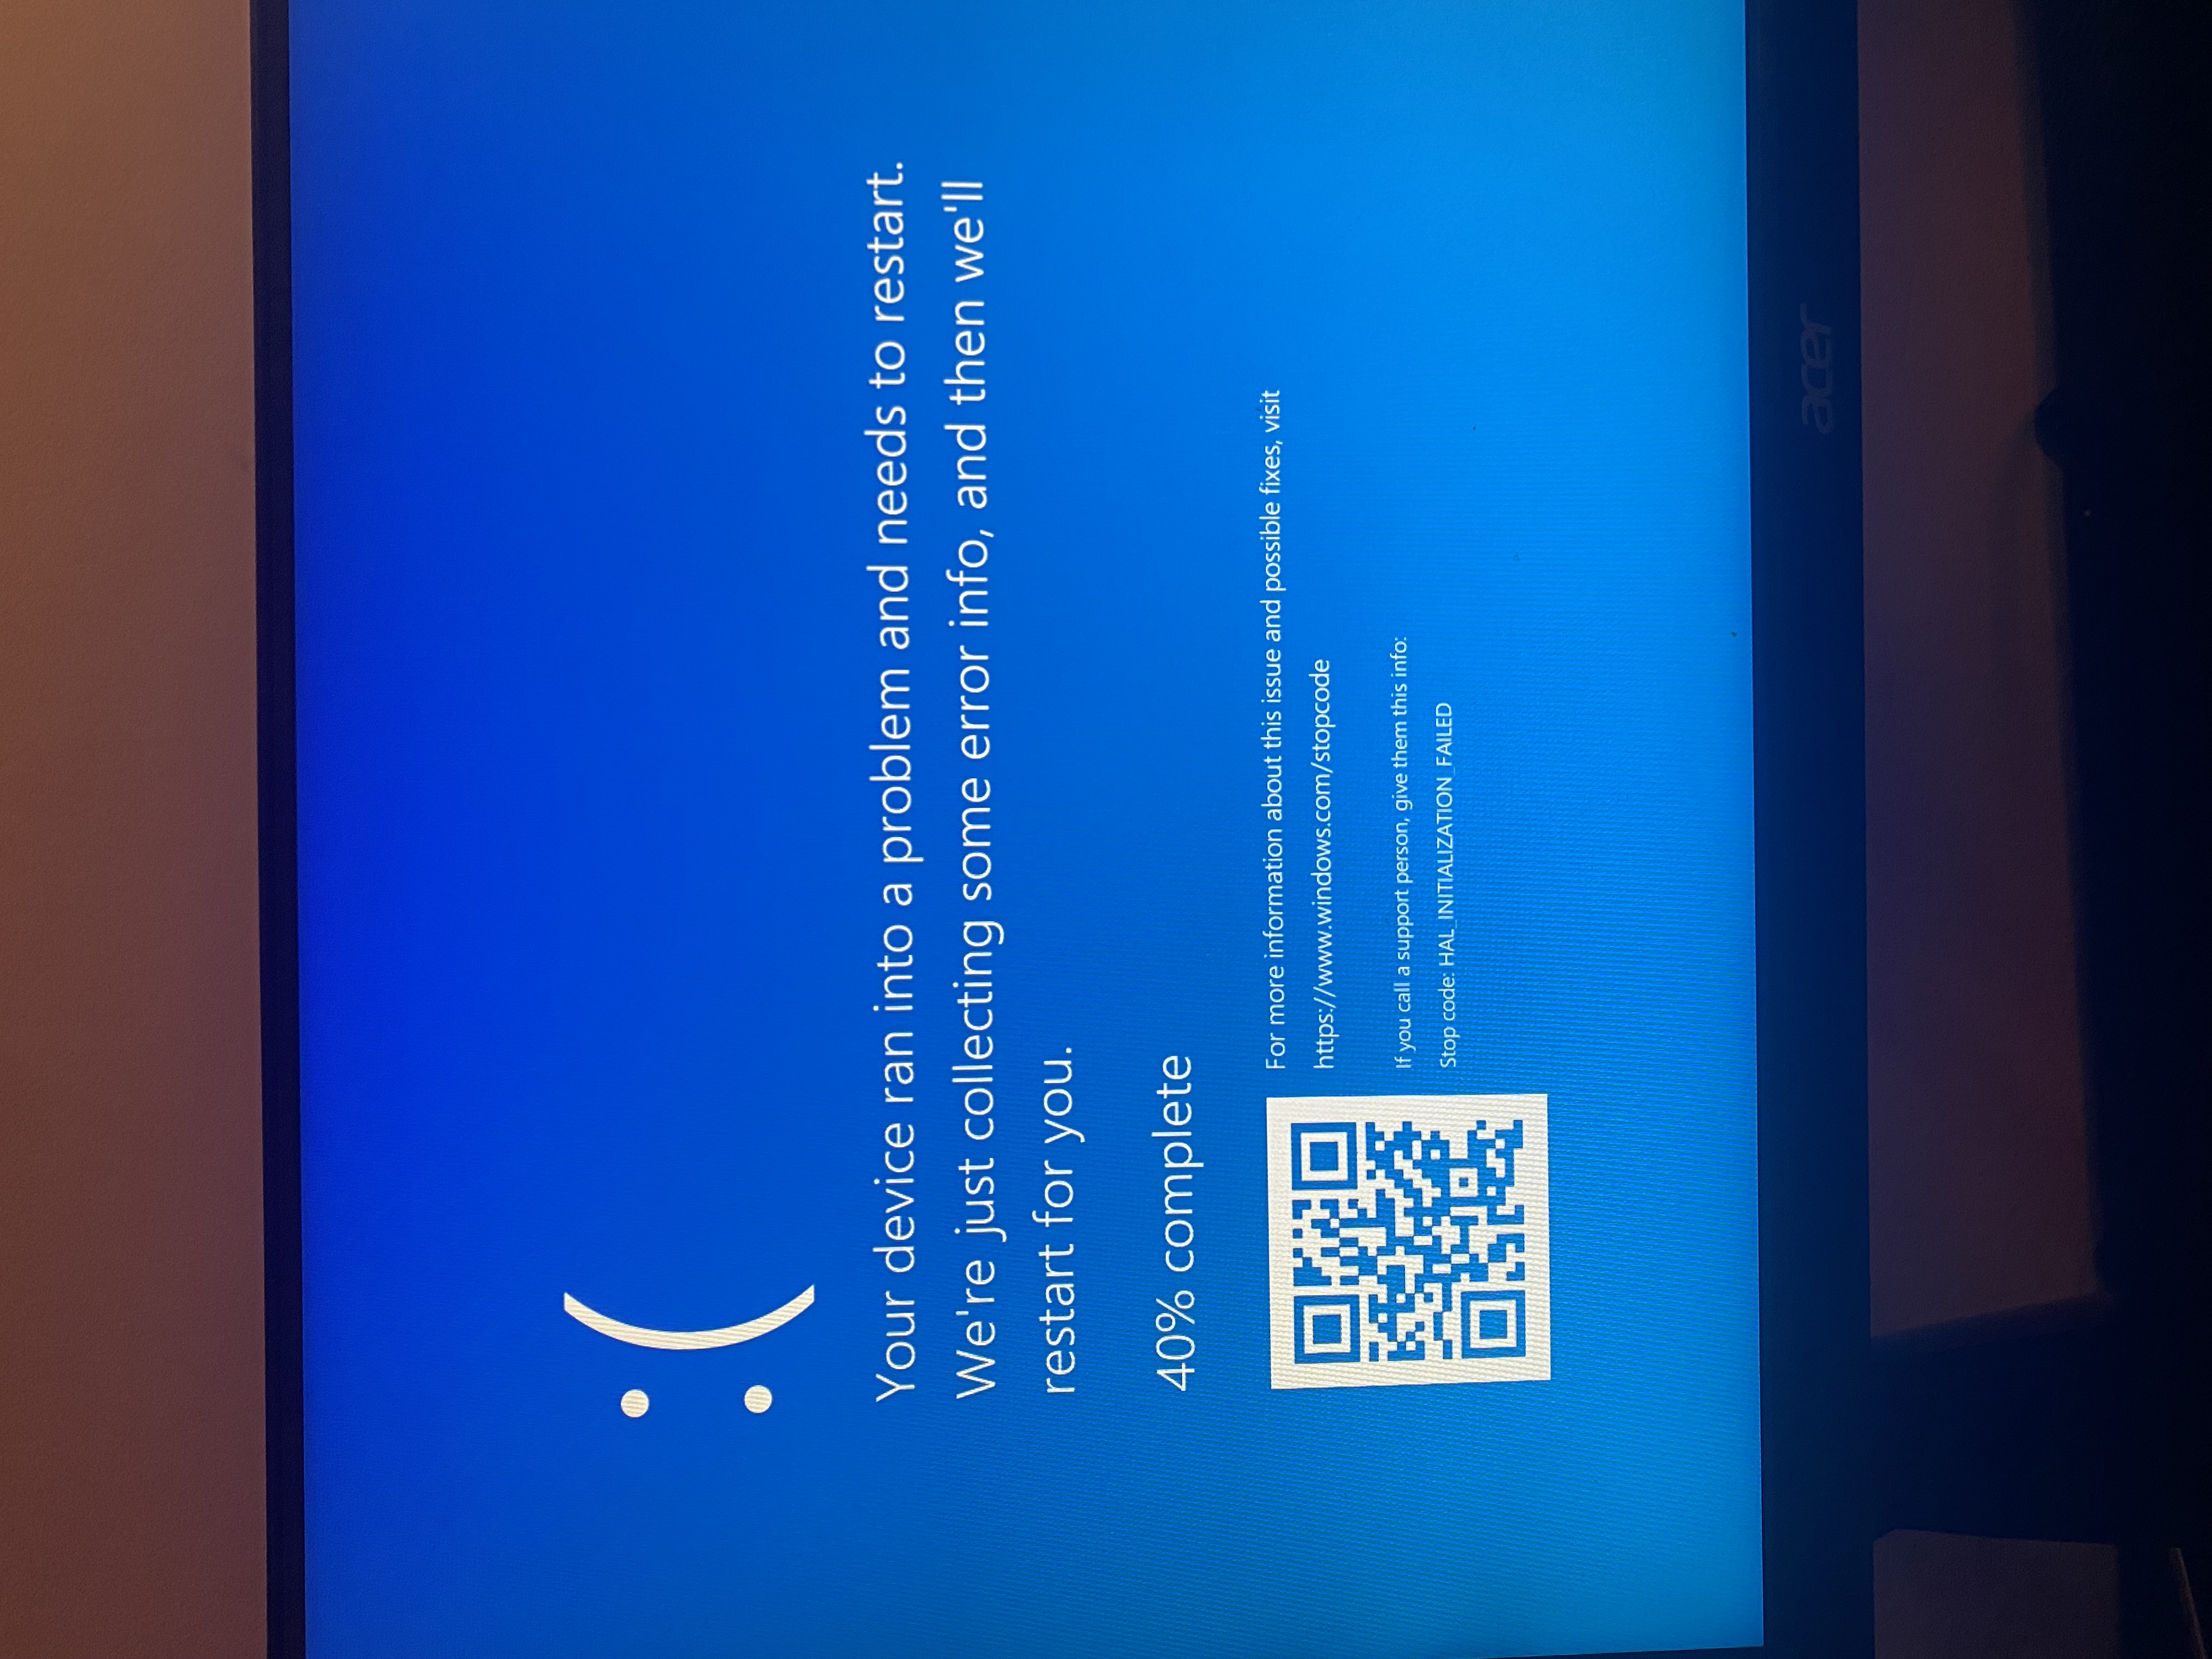 :(
Your device ran into a problem and needs to restart.
We're just collecting some error info, and then we'll
restart for you.
40% complete
For more information about this issue and possible fixes, visit
https://www.windows.com/stopcode
If you call a support person, give them this info:
Stop code: HAL_INITIALIZATION_FAILED
acer